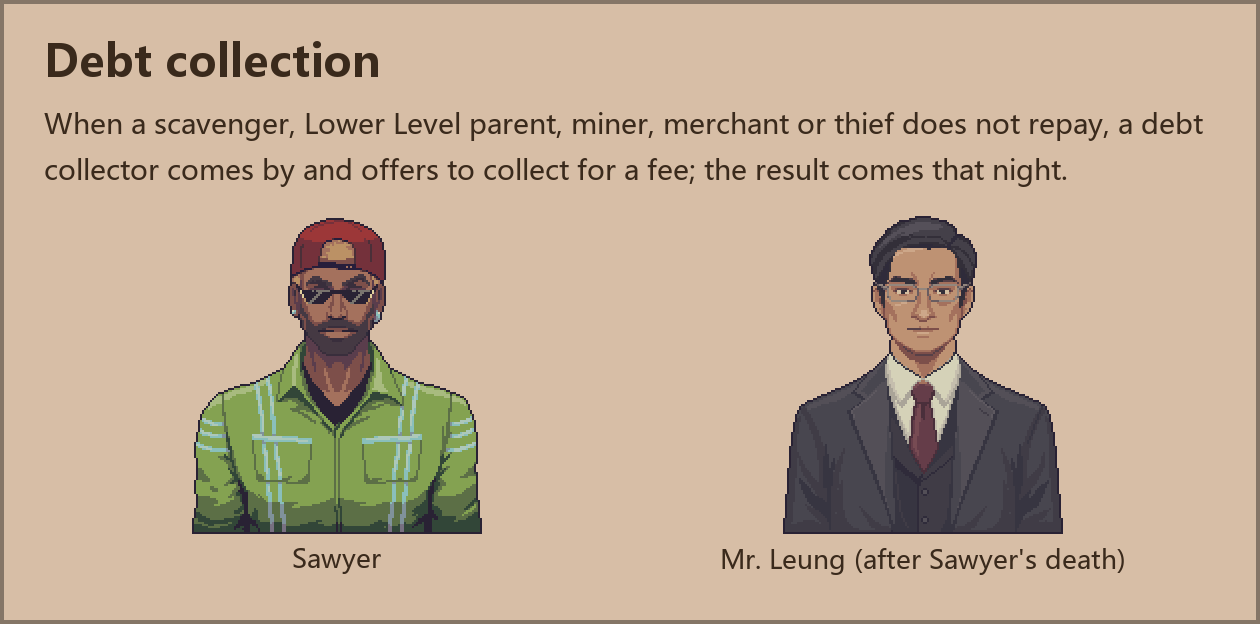 Debt collection
When a scavenger, Lower Level parent, miner, merchant or thief does not repay, a debt
collector comes by and offers to collect for a fee; the result comes that night.
Sawyer
Mr. Leung (after Sawyer's death)